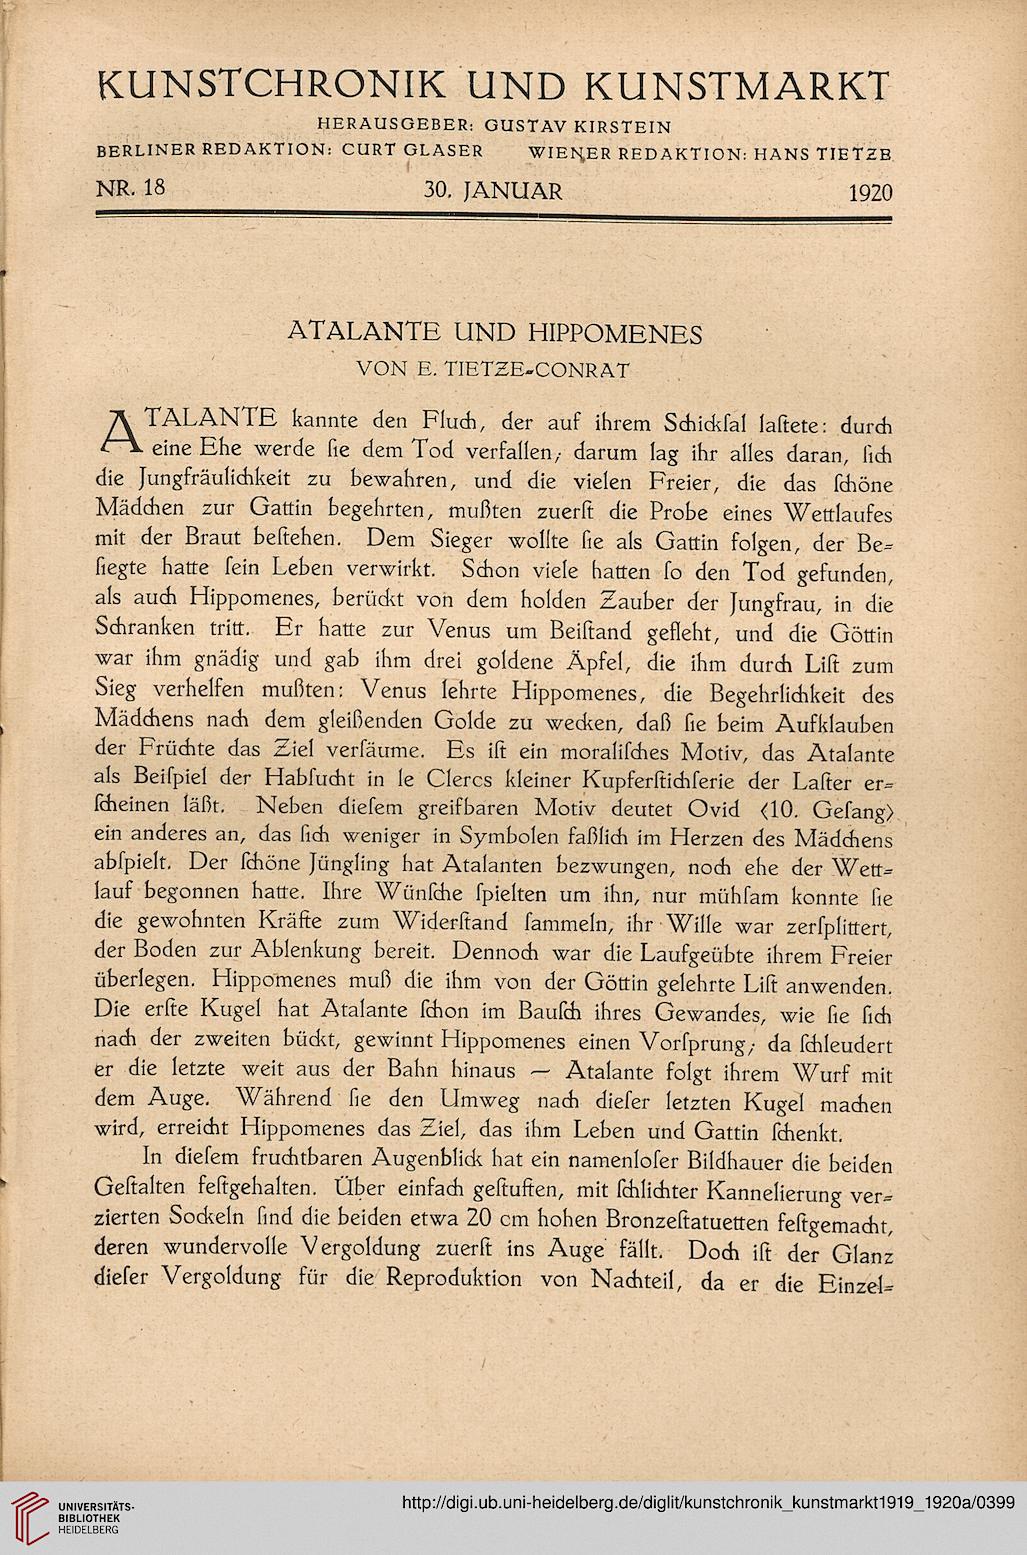 KUNSTCHRONIK UND KUNSTMARKT
HERAUSGEBER: GUSTAV KIRSTEIN
BERLINER REDAKTION: CURT GLASER WIENER REDAKTION: HANS TIETZE
NR. 18 30. JANUAR 1920
ATALANTE UND HIPPOMENES
VON E. TIETZE-CONRAT
ATALANTE kannte den Fluch, der auf ihrem Schickſal laſtete: durch
eine Ehe werde ſie dem Tod verfallen; darum lag ihr alles daran, ſich
die Jungfräulichkeit zu bewahren, und die vielen Freier, die das ſchöne
Mädchen zur Gattin begehrten, mußten zuerſt die Probe eines Wettlaufes
mit der Braut beſtehen. Dem Sieger wollte ſie als Gattin folgen, der Be-
ſiegte hatte ſein Leben verwirkt. Schon viele hatten ſo den Tod gefunden,
als auch Hippomenes, berückt von dem holden Zauber der Jungfrau, in die
Schranken tritt. Er hatte zur Venus um Beiſtand gefleht, und die Göttin
war ihm gnädig und gab ihm drei goldene Äpfel, die ihm durch Liſt zum
Sieg verhelfen mußten: Venus lehrte Hippomenes, die Begehrlichkeit des
Mädchens nach dem gleißenden Golde zu wecken, daß ſie beim Aufklauben
der Früchte das Ziel verſäume. Es iſt ein moraliſches Motiv, das Atalante
als Beiſpiel der Habſucht in le Clercs kleiner Kupferſtichſerie der Laſter er-
ſcheinen läßt. Neben dieſem greifbaren Motiv deutet Ovid (10. Geſang)
ein anderes an, das ſich weniger in Symbolen faßlich im Herzen des Mädchens
abſpielt. Der ſchöne Jüngling hat Atalanten bezwungen, noch ehe der Wett-
lauf begonnen hatte. Ihre Wünſche ſpielten um ihn, nur mühſam konnte ſie
die gewohnten Kräfte zum Widerſtand ſammeln, ihr Wille war zerſplittert,
der Boden zur Ablenkung bereit. Dennoch war die Laufgeübte ihrem Freier
überlegen. Hippomenes muß die ihm von der Göttin gelehrte Liſt anwenden.
Die erſte Kugel hat Atalante ſchon im Bauſch ihres Gewandes, wie ſie ſich
nach der zweiten bückt, gewinnt Hippomenes einen Vorſprung; da ſchleudert
er die letzte weit aus der Bahn hinaus — Atalante folgt ihrem Wurf mit
dem Auge. Während ſie den Umweg nach dieſer letzten Kugel machen
wird, erreicht Hippomenes das Ziel, das ihm Leben und Gattin ſchenkt.
In dieſem fruchtbaren Augenblick hat ein namenloſer Bildhauer die beiden
Geſtalten feſtgehalten. Über einfach geſtuften, mit ſchlichter Kannelierung ver-
zierten Sockeln ſind die beiden etwa 20 cm hohen Bronzeſtatuetten feſtgemacht,
deren wundervolle Vergoldung zuerſt ins Auge fällt. Doch iſt der Glanz
dieſer Vergoldung für die Reproduktion von Nachteil, da er die Einzel-
UNIVERSITÄTS-
BIBLIOTHEK
HEIDELBERG
http://digi.ub.uni-heidelberg.de/diglit/kunstchronik_kunstmarkt1919_1920a/0399